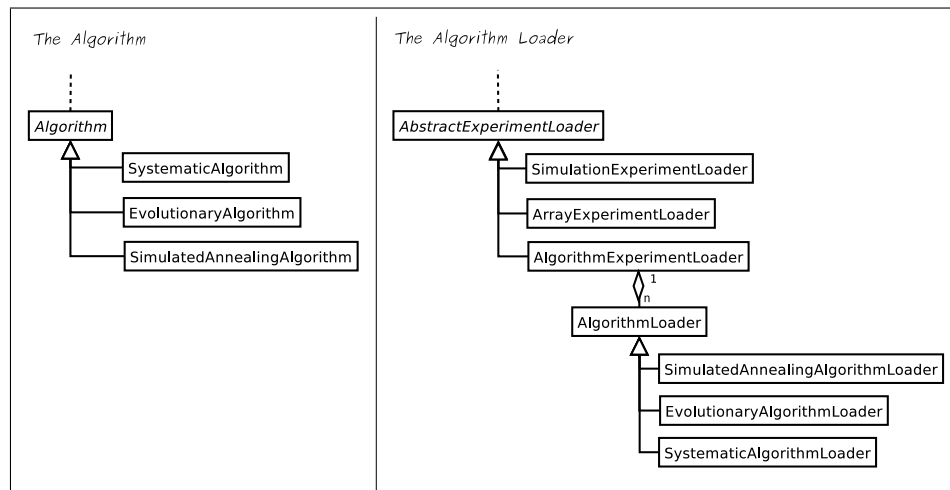 The Algorithm
Algorithm
SystematicAlgorithm
EvolutionaryAlgorithm
SimulatedAnnealingAlgorithm
The Algorithm Loader
AbstractExperimentLoader
SimulationExperimentLoader
ArrayExperimentLoader
AlgorithmExperimentLoader
1
n
AlgorithmLoader
SimulatedAnnealingAlgorithmLoader
EvolutionaryAlgorithmLoader
SystematicAlgorithmLoader